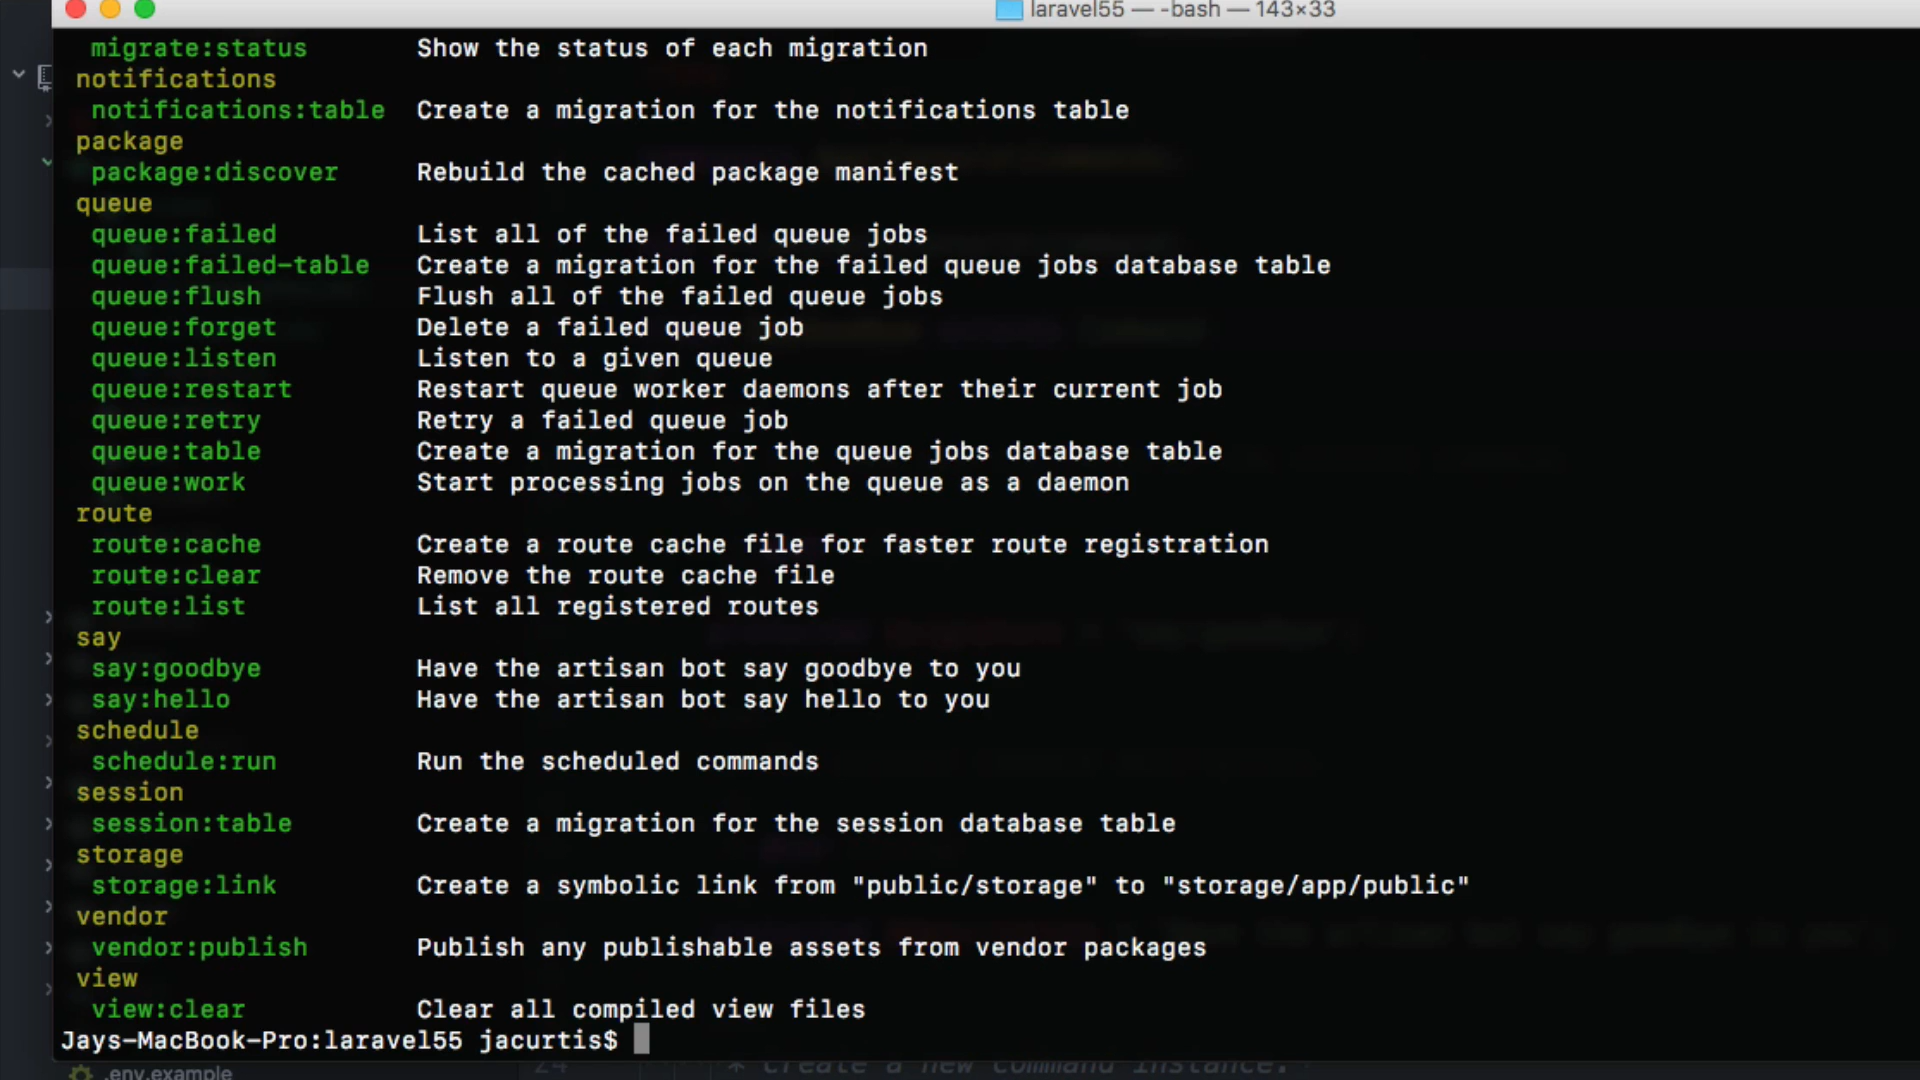 laravel55 — -bash — 143×33
migrate:status Show the status of each migration
notifications
notifications:table Create a migration for the notifications table
package
package:discover Rebuild the cached package manifest
queue
queue:failed List all of the failed queue jobs
queue:failed-table Create a migration for the failed queue jobs database table
queue:flush Flush all of the failed queue jobs
queue:forget Delete a failed queue job
queue:listen Listen to a given queue
queue:restart Restart queue worker daemons after their current job
queue:retry Retry a failed queue job
queue:table Create a migration for the queue jobs database table
queue:work Start processing jobs on the queue as a daemon
route
route:cache Create a route cache file for faster route registration
route:clear Remove the route cache file
route:list List all registered routes
say
say:goodbye Have the artisan bot say goodbye to you
say:hello Have the artisan bot say hello to you
schedule
schedule:run Run the scheduled commands
session
session:table Create a migration for the session database table
storage
storage:link Create a symbolic link from "public/storage" to "storage/app/public"
vendor
vendor:publish Publish any publishable assets from vendor packages
view
view:clear Clear all compiled view files
Jays-MacBook-Pro:laravel55 jacurtis$
.env.example 24 * Create a new command instance.